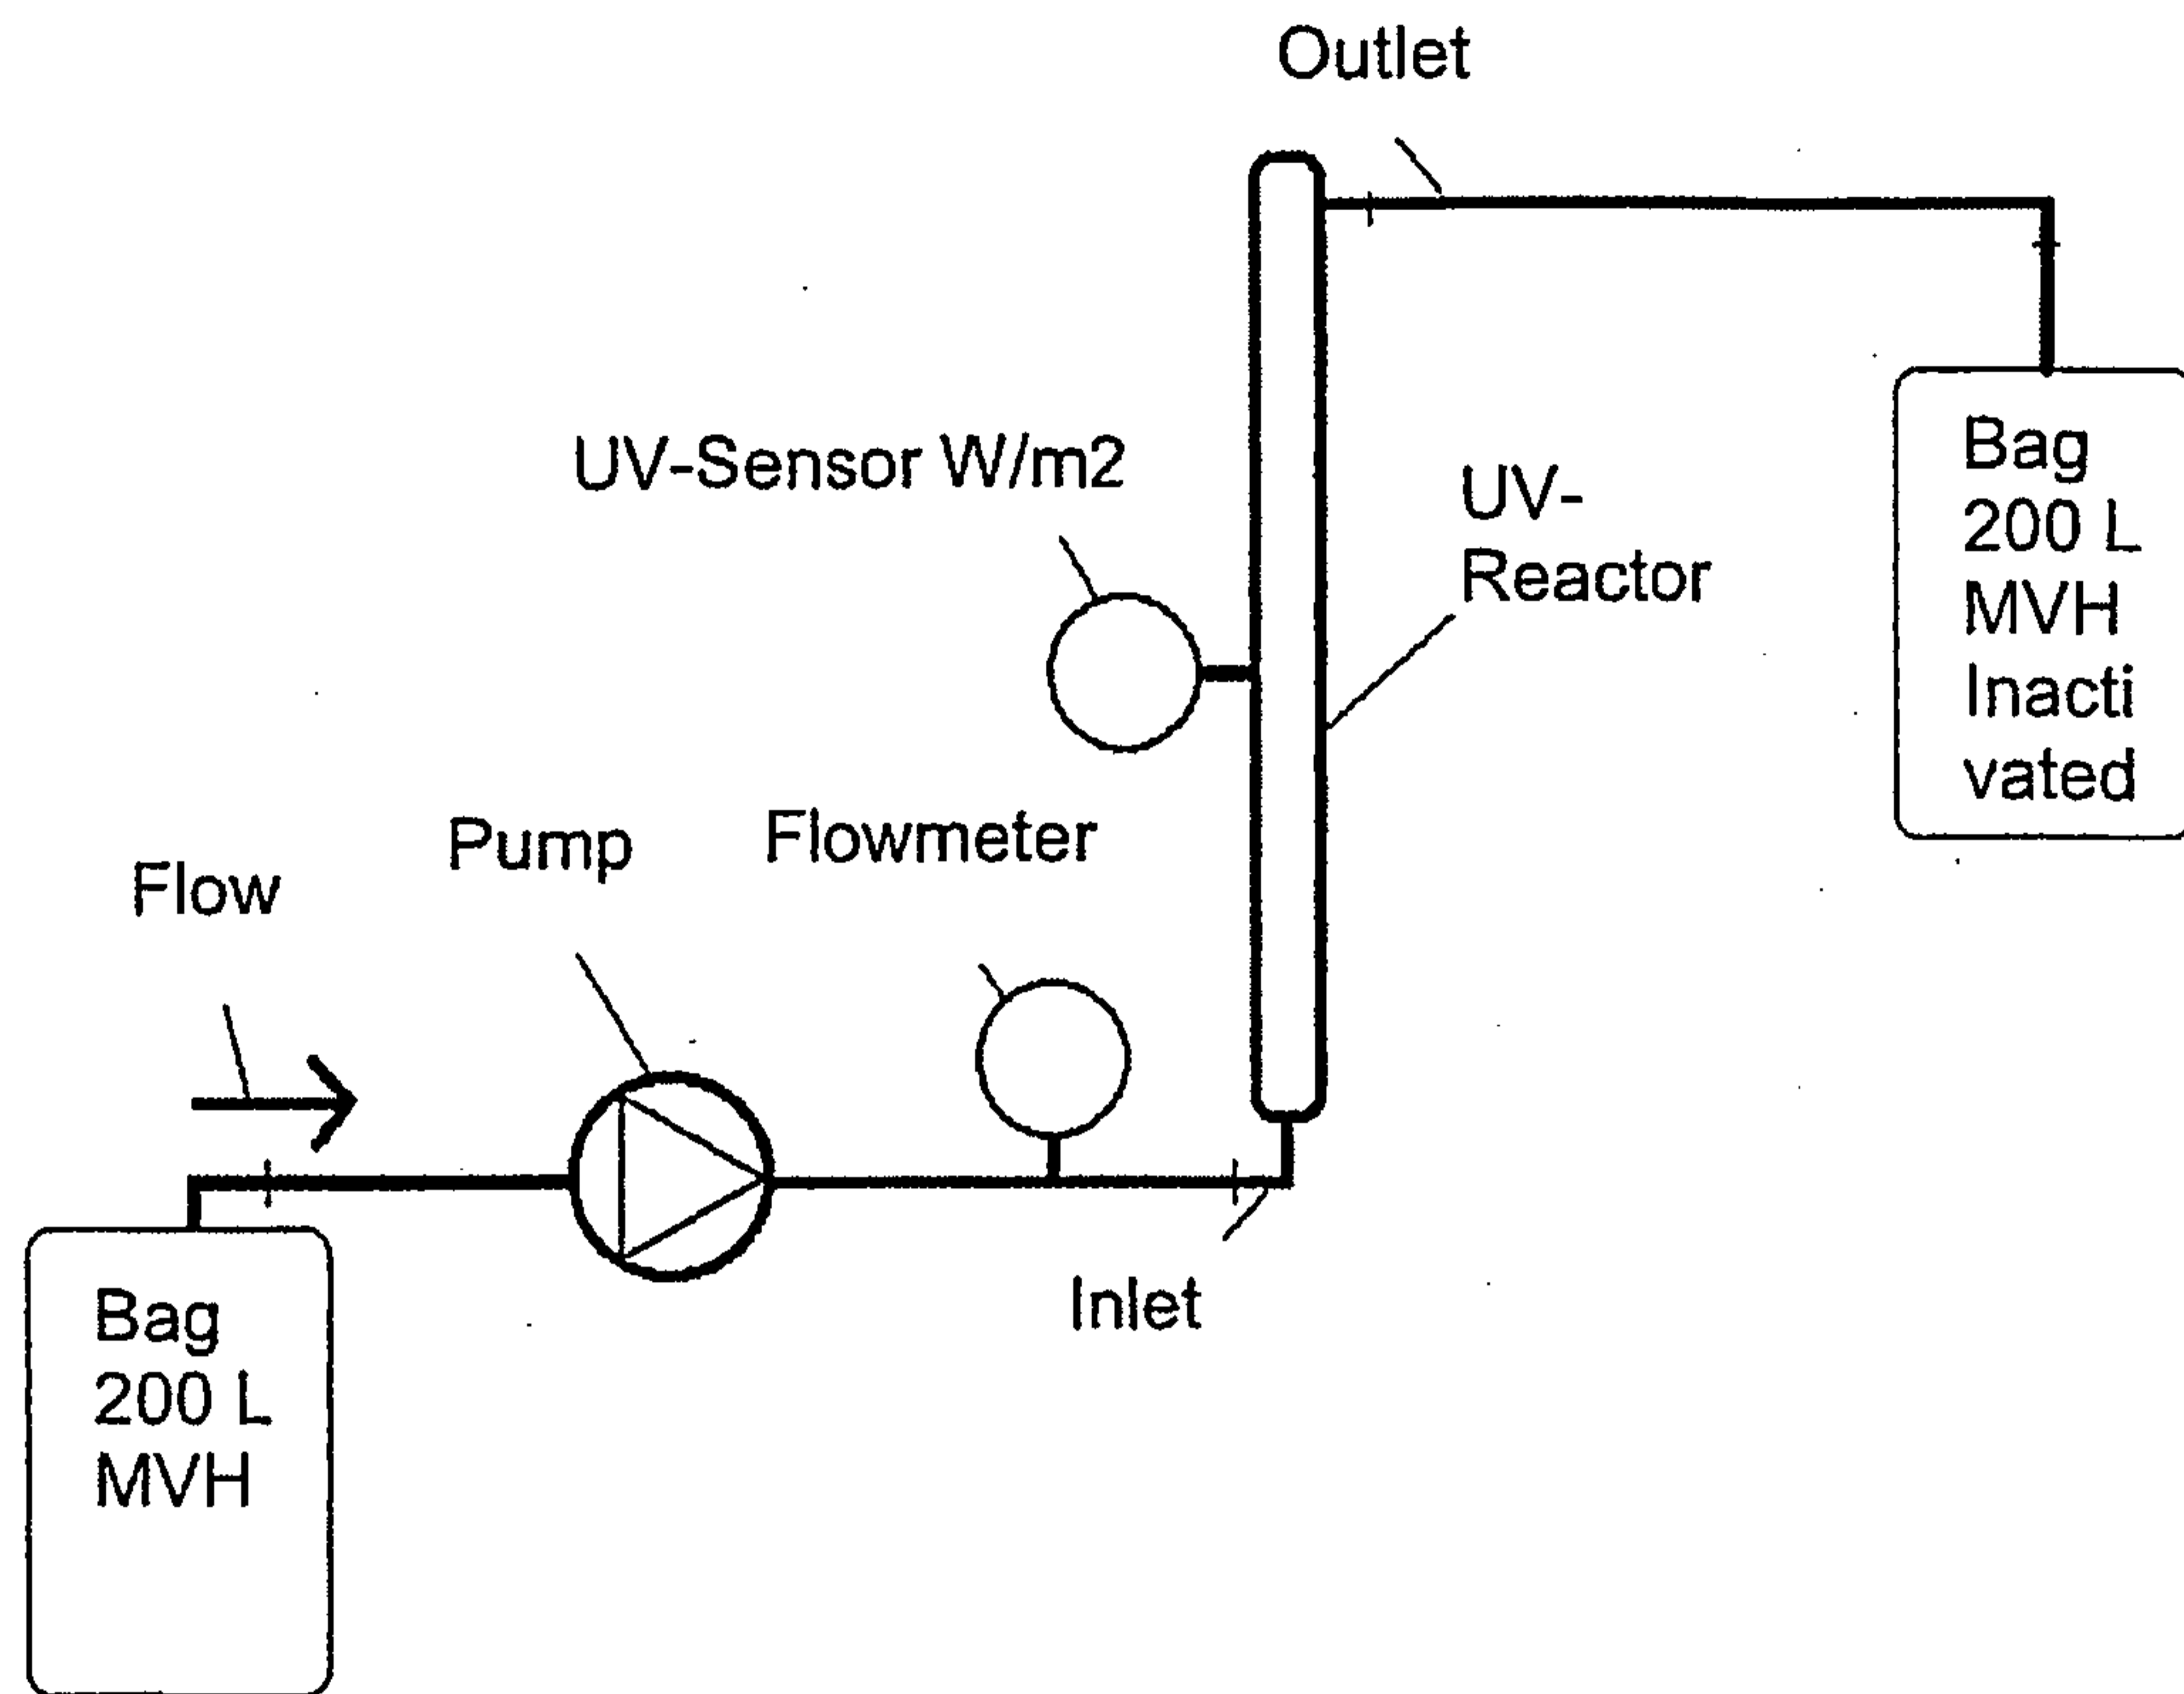 Outlet
UV-Sensor W/m2
UV-
Reactor
Bag
200 L
MVH
Inacti
vated
Flow
Pump
Flowmeter
Inlet
Bag
200 L
MVH